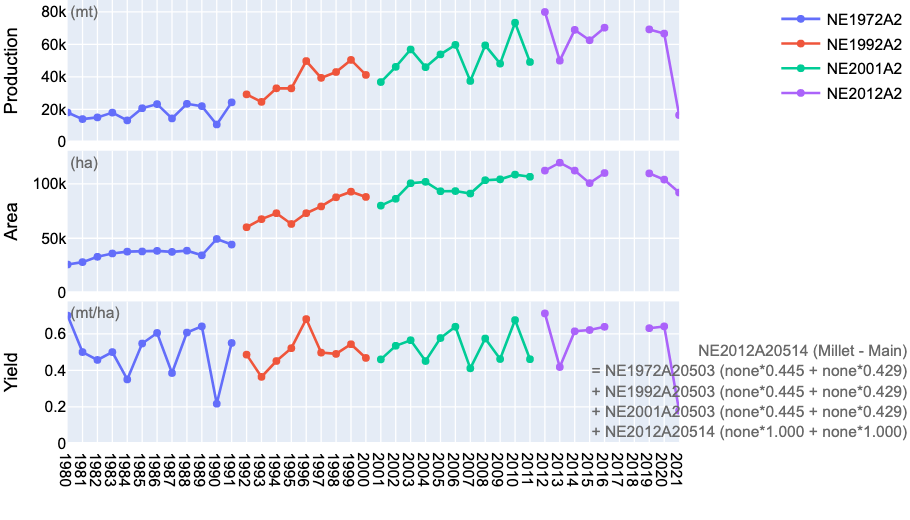 Production
(mt)
80k
60k
40k
20k
0
NE1972A2
NE1992A2
NE2001A2
NE2012A2
Area
(ha)
100k
50k
0
Yield
(mt/ha)
0.6
0.4
0.2
0
NE2012A20514 (Millet - Main)
= NE1972A20503 (none*0.445 + none*0.429)
+ NE1992A20503 (none*0.445 + none*0.429)
+ NE2001A20503 (none*0.445 + none*0.429)
+ NE2012A20514 (none*1.000 + none*1.000)
1980
1981
1982
1983
1984
1985
1986
1987
1988
1989
1990
1991
1992
1993
1994
1995
1996
1997
1998
1999
2000
2001
2002
2003
2004
2005
2006
2007
2008
2009
2010
2011
2012
2013
2014
2015
2016
2017
2018
2019
2020
2021